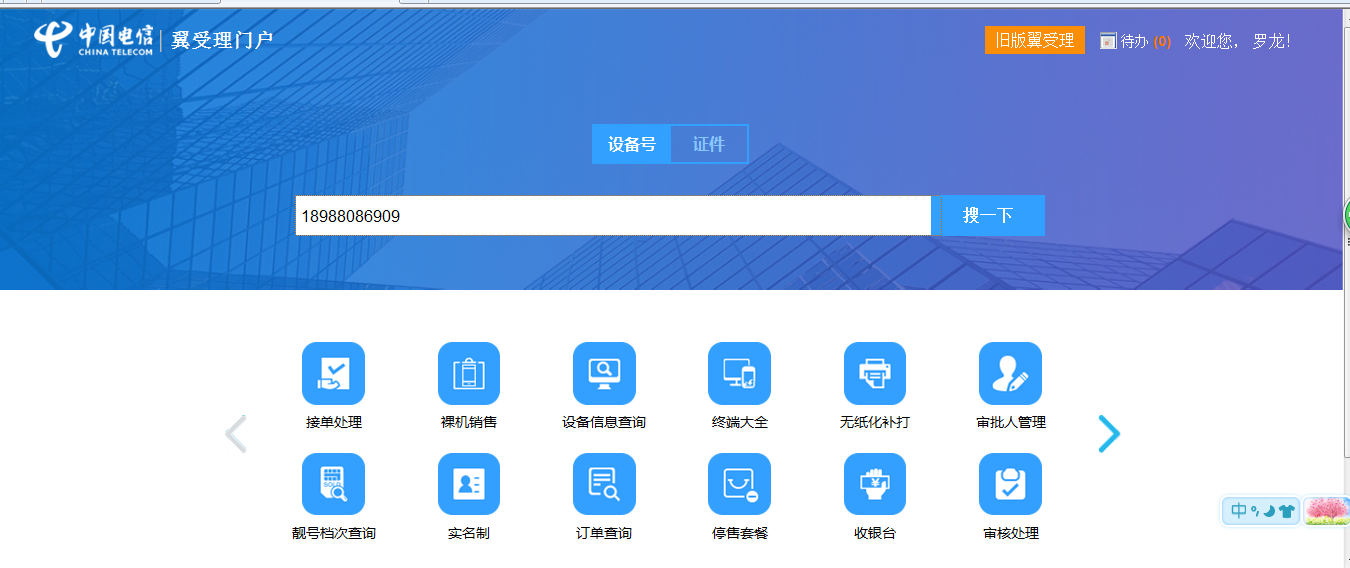 中国电信
CHINA TELECOM
翼受理门户
旧版翼受理
待办 (0)
欢迎您， 罗龙!
设备号
证件
18988086909
搜一下
接单处理
裸机销售
设备信息查询
终端大全
无纸化补打
审批人管理
SOLO
靓号档次查询
实名制
订单查询
停售套餐
收银台
审核处理
中